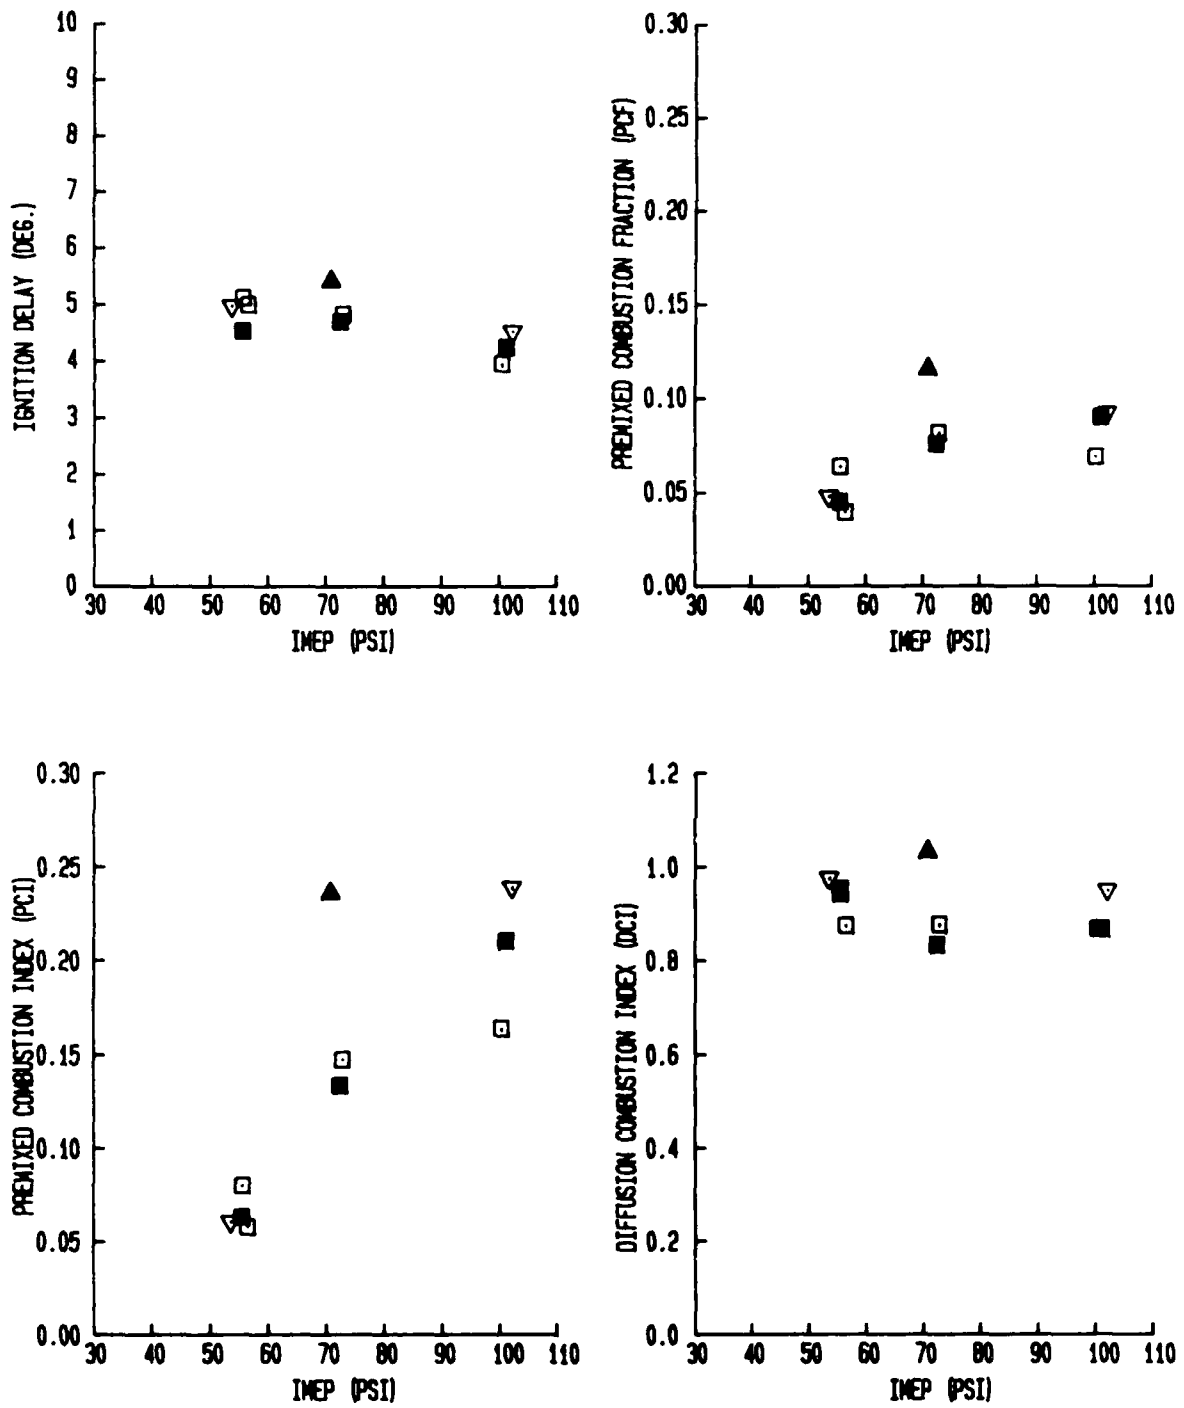 10
9
8
7
6
5
4
3
2
1
0
IGNITION DELAY (DEG.)
30 40 50 60 70 80 90 100 110
IMEP (PSI)
0.30
0.25
0.20
0.15
0.10
0.05
0.00
PREMIXED COMBUSTION FRACTION (PCF)
30 40 50 60 70 80 90 100 110
IMEP (PSI)
0.30
0.25
0.20
0.15
0.10
0.05
0.00
PREMIXED COMBUSTION INDEX (PCI)
30 40 50 60 70 80 90 100 110
IMEP (PSI)
1.2
1.0
0.8
0.6
0.4
0.2
0.0
DIFFUSION COMBUSTION INDEX (DCI)
30 40 50 60 70 80 90 100 110
IMEP (PSI)